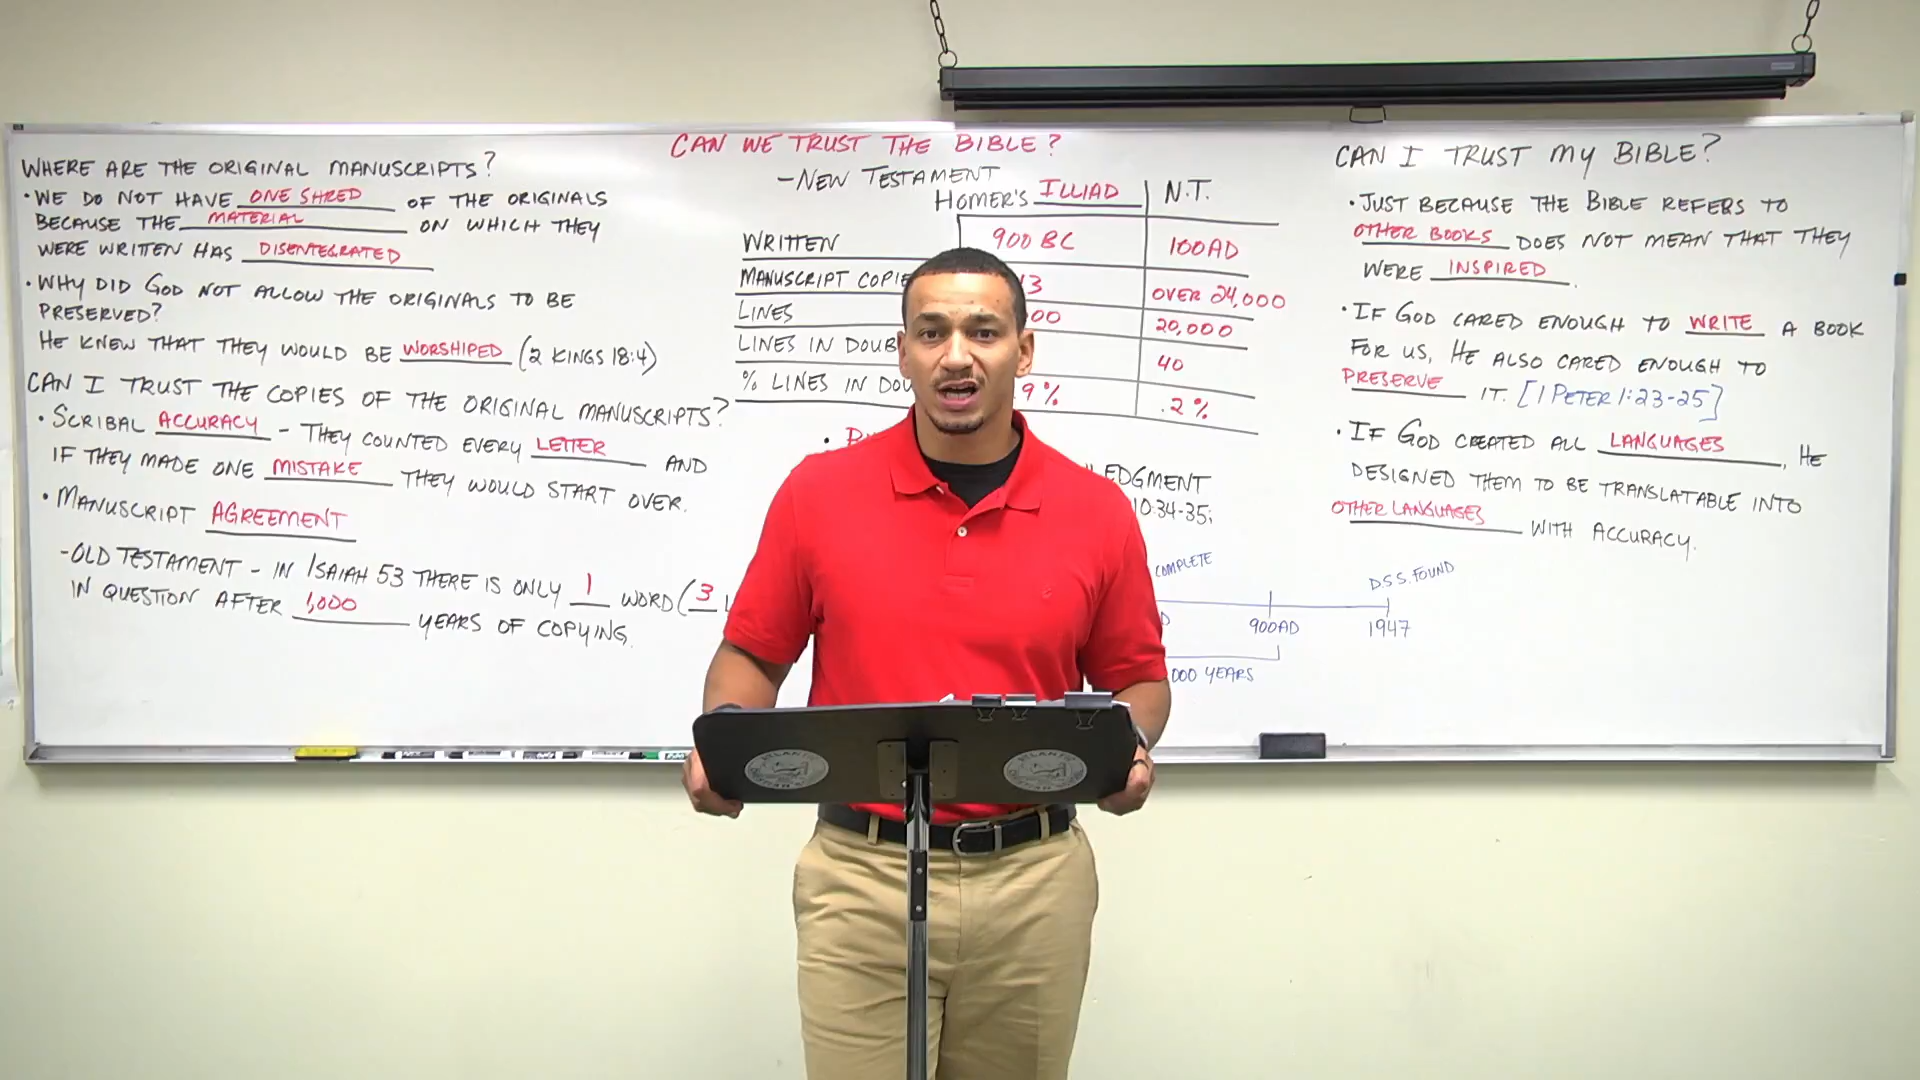 CAN WE TRUST THE BIBLE?
WHERE ARE THE ORIGINAL MANUSCRIPTS?
• WE DO NOT HAVE ONE SHRED OF THE ORIGINALS
BECAUSE THE MATERIAL ON WHICH THEY
WERE WRITTEN HAS DISENTEGRATED
• WHY DID GOD NOT ALLOW THE ORIGINALS TO BE
PRESERVED?
HE KNEW THAT THEY WOULD BE WORSHIPED (2 KINGS 18:4)
CAN I TRUST THE COPIES OF THE ORIGINAL MANUSCRIPTS?
• SCRIBAL ACCURACY - THEY COUNTED EVERY LETTER AND
IF THEY MADE ONE MISTAKE THEY WOULD START OVER.
• MANUSCRIPT AGREEMENT
-OLD TESTAMENT - IN ISAIAH 53 THERE IS ONLY 1 WORD (3
IN QUESTION AFTER 1,000 YEARS OF COPYING.
-NEW TESTAMENT
HOMER'S ILLIAD N.T.
WRITTEN 900 BC 100AD
MANUSCRIPT COPIE 3 OVER 24,000
LINES 00 20,000
LINES IN DOUB 40
% LINES IN DOU 9% .2%
EDGMENT
10:34-35;
COMPLETE D.S.S. FOUND
D 900AD 1947
000 YEARS
CAN I TRUST MY BIBLE?
• JUST BECAUSE THE BIBLE REFERS TO
OTHER BOOKS DOES NOT MEAN THAT THEY
WERE INSPIRED.
• IF GOD CARED ENOUGH TO WRITE A BOOK
FOR US, HE ALSO CARED ENOUGH TO
PRESERVE IT. [1 PETER 1:23-25]
• IF GOD CREATED ALL LANGUAGES, HE
DESIGNED THEM TO BE TRANSLATABLE INTO
OTHER LANGUAGES WITH ACCURACY.